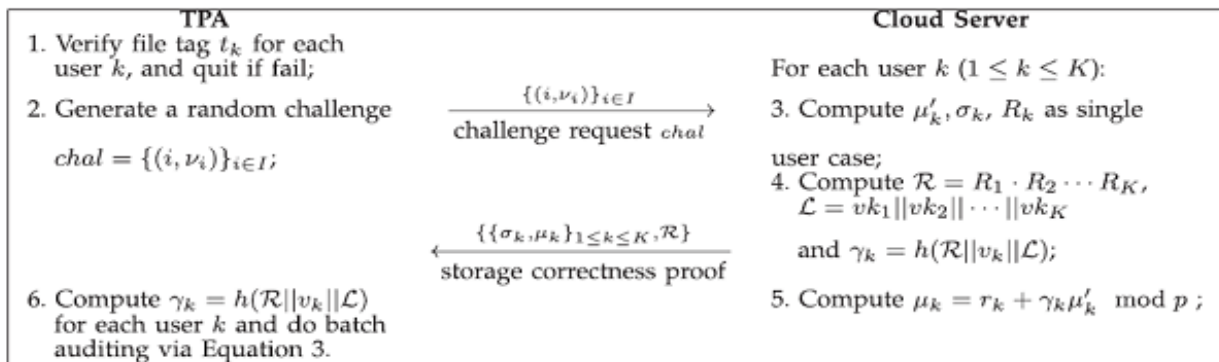 TPA
1. Verify file tag t_k for each
user k, and quit if fail;
2. Generate a random challenge
chal = {(i, ν_i)}_{i∈I};
{(i,ν_i)}_{i∈I}
challenge request chal
{{σ_k,μ_k}_{1≤k≤K},ℛ}
storage correctness proof
6. Compute γ_k = h(ℛ||v_k||ℒ)
for each user k and do batch
auditing via Equation 3.
Cloud Server
For each user k (1 ≤ k ≤ K):
3. Compute μ′_k, σ_k, R_k as single
user case;
4. Compute ℛ = R_1 · R_2 ⋯ R_K,
ℒ = vk_1||vk_2|| ⋯ ||vk_K
and γ_k = h(ℛ||v_k||ℒ);
5. Compute μ_k = r_k + γ_kμ′_k mod p ;